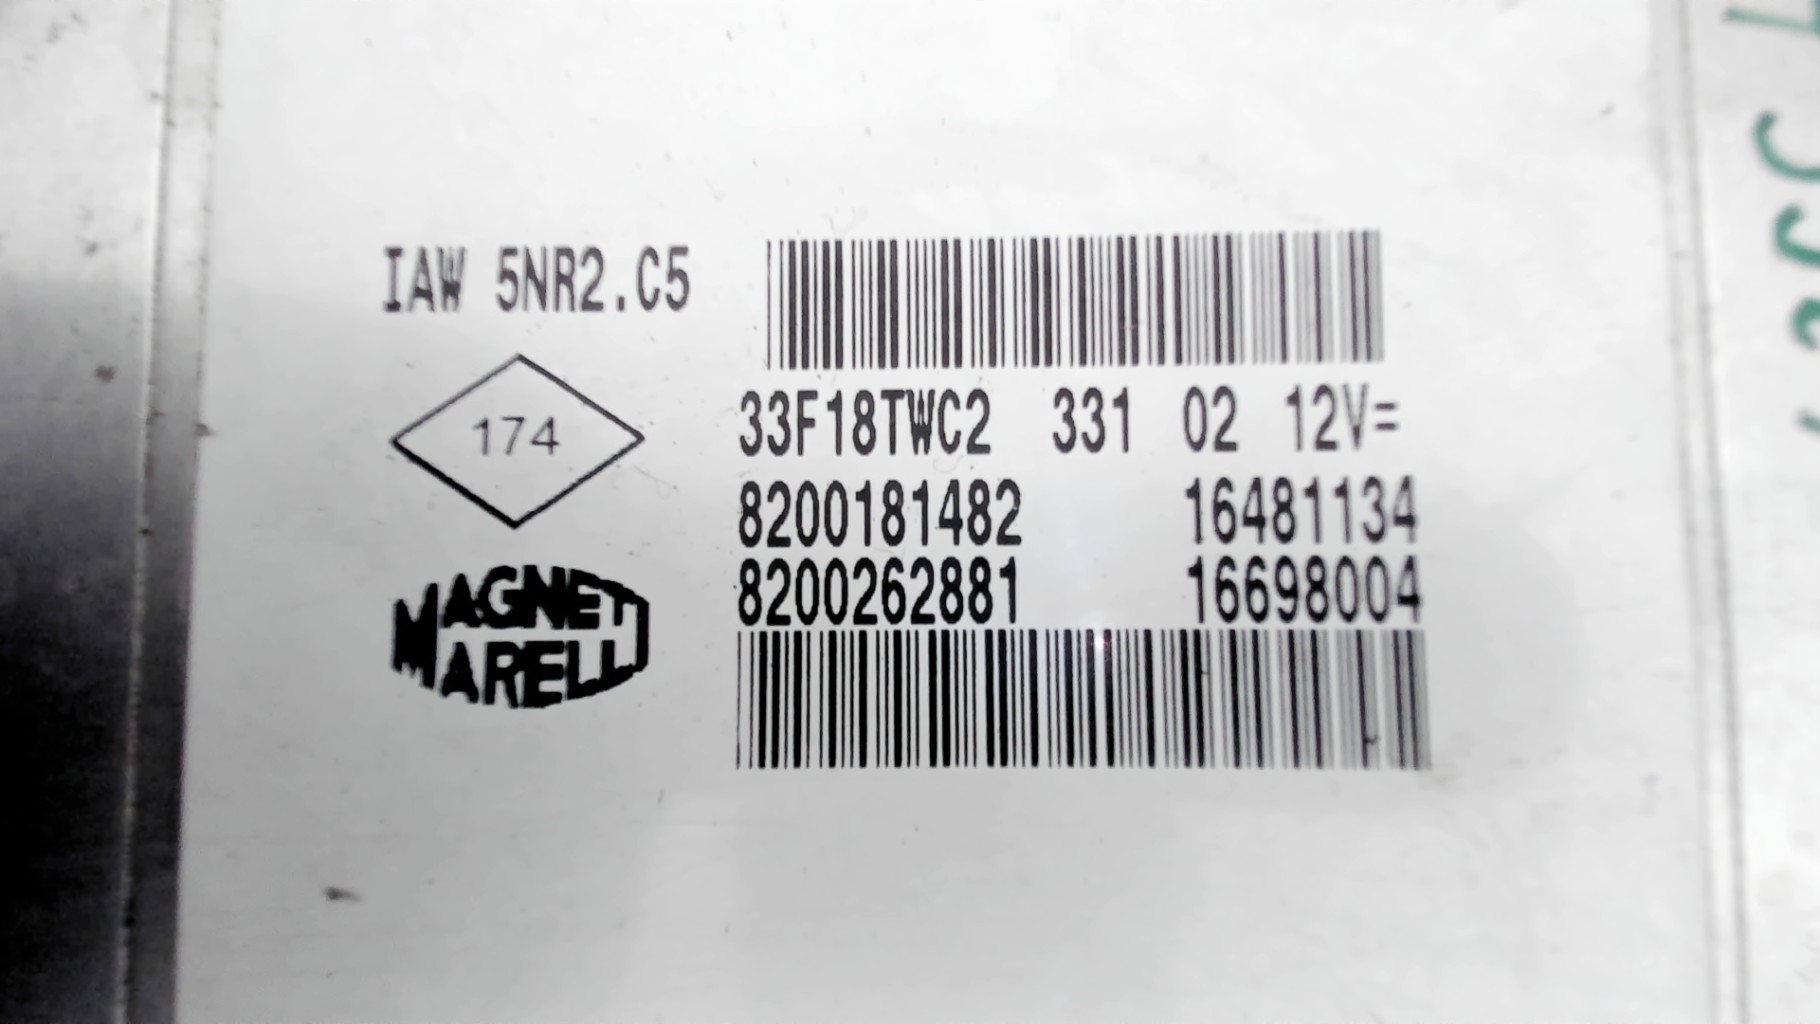 IAW 5NR2.C5
174
33F18TWC2 331 02 12V=
8200181482 16481134
8200262881 16698004
MAGNETI
MARELLI